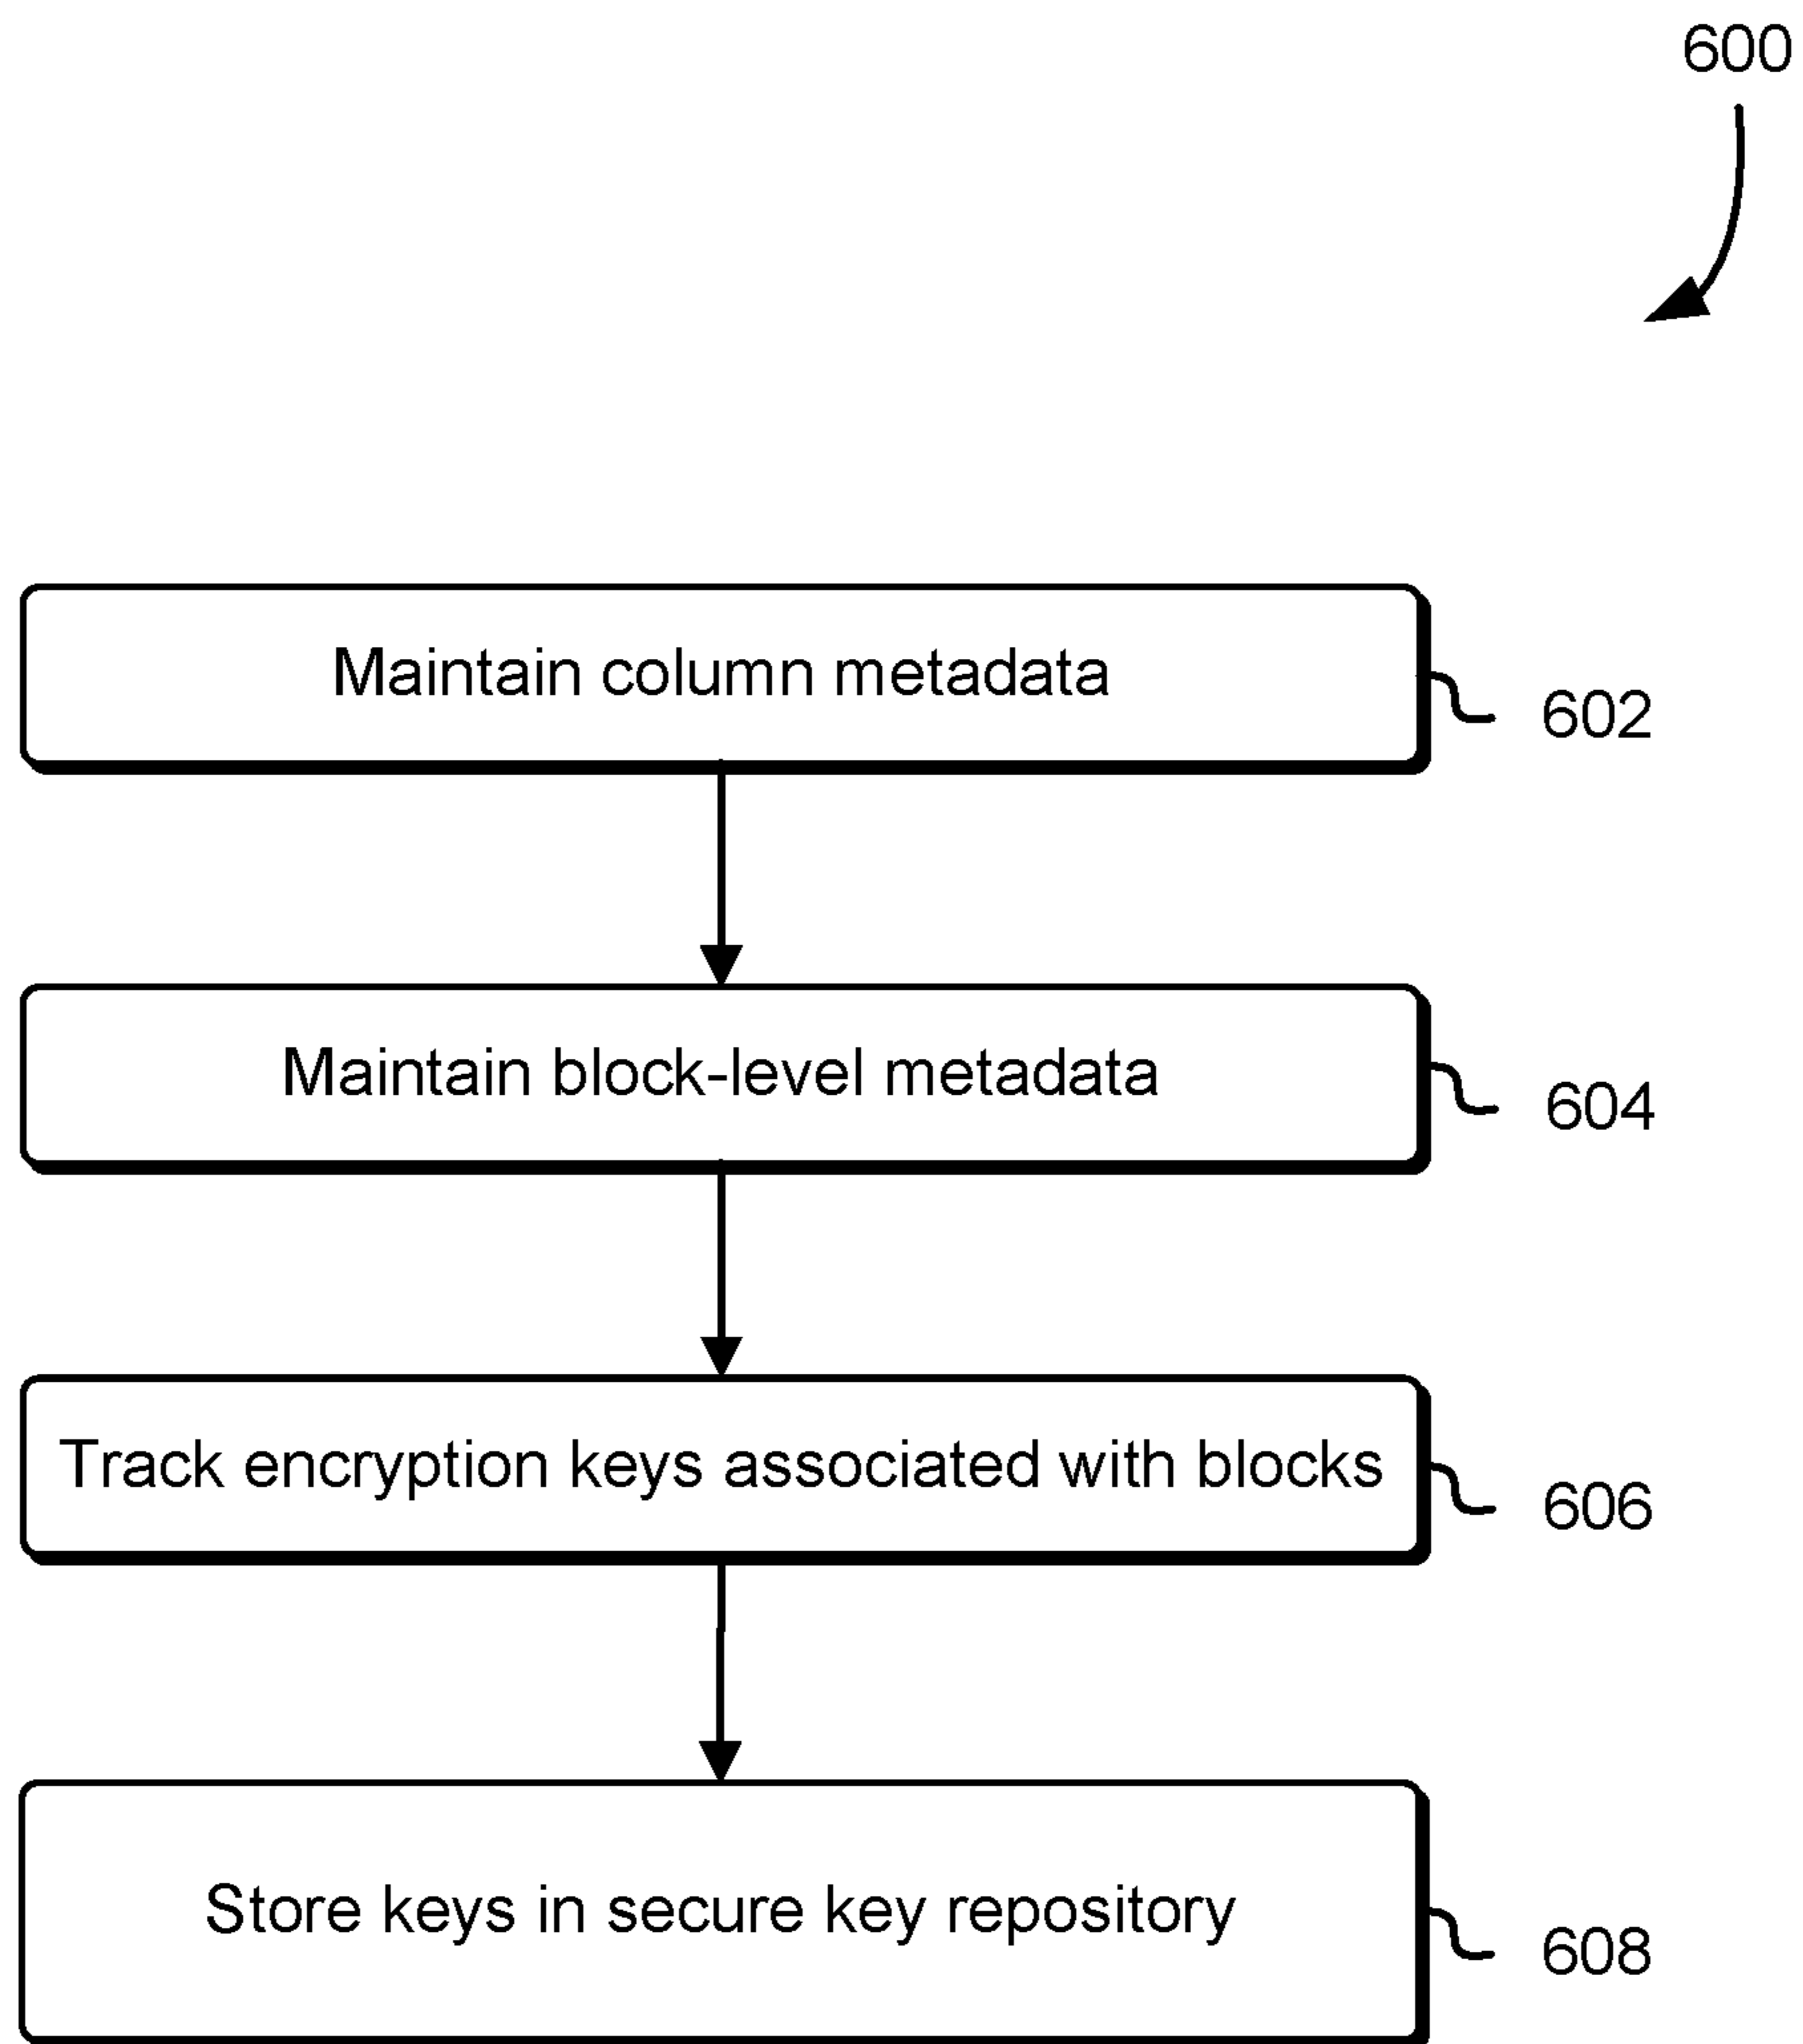 600
Maintain column metadata
602
Maintain block-level metadata
604
Track encryption keys associated with blocks
606
Store keys in secure key repository
608